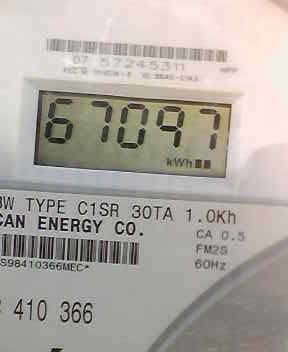 07 57245311
67097
kWh
TYPE C1SR 30TA 1.0Kh
CAN ENERGY CO.
CA 0.5
FM2S
60Hz
S98410366MEC*
410 366